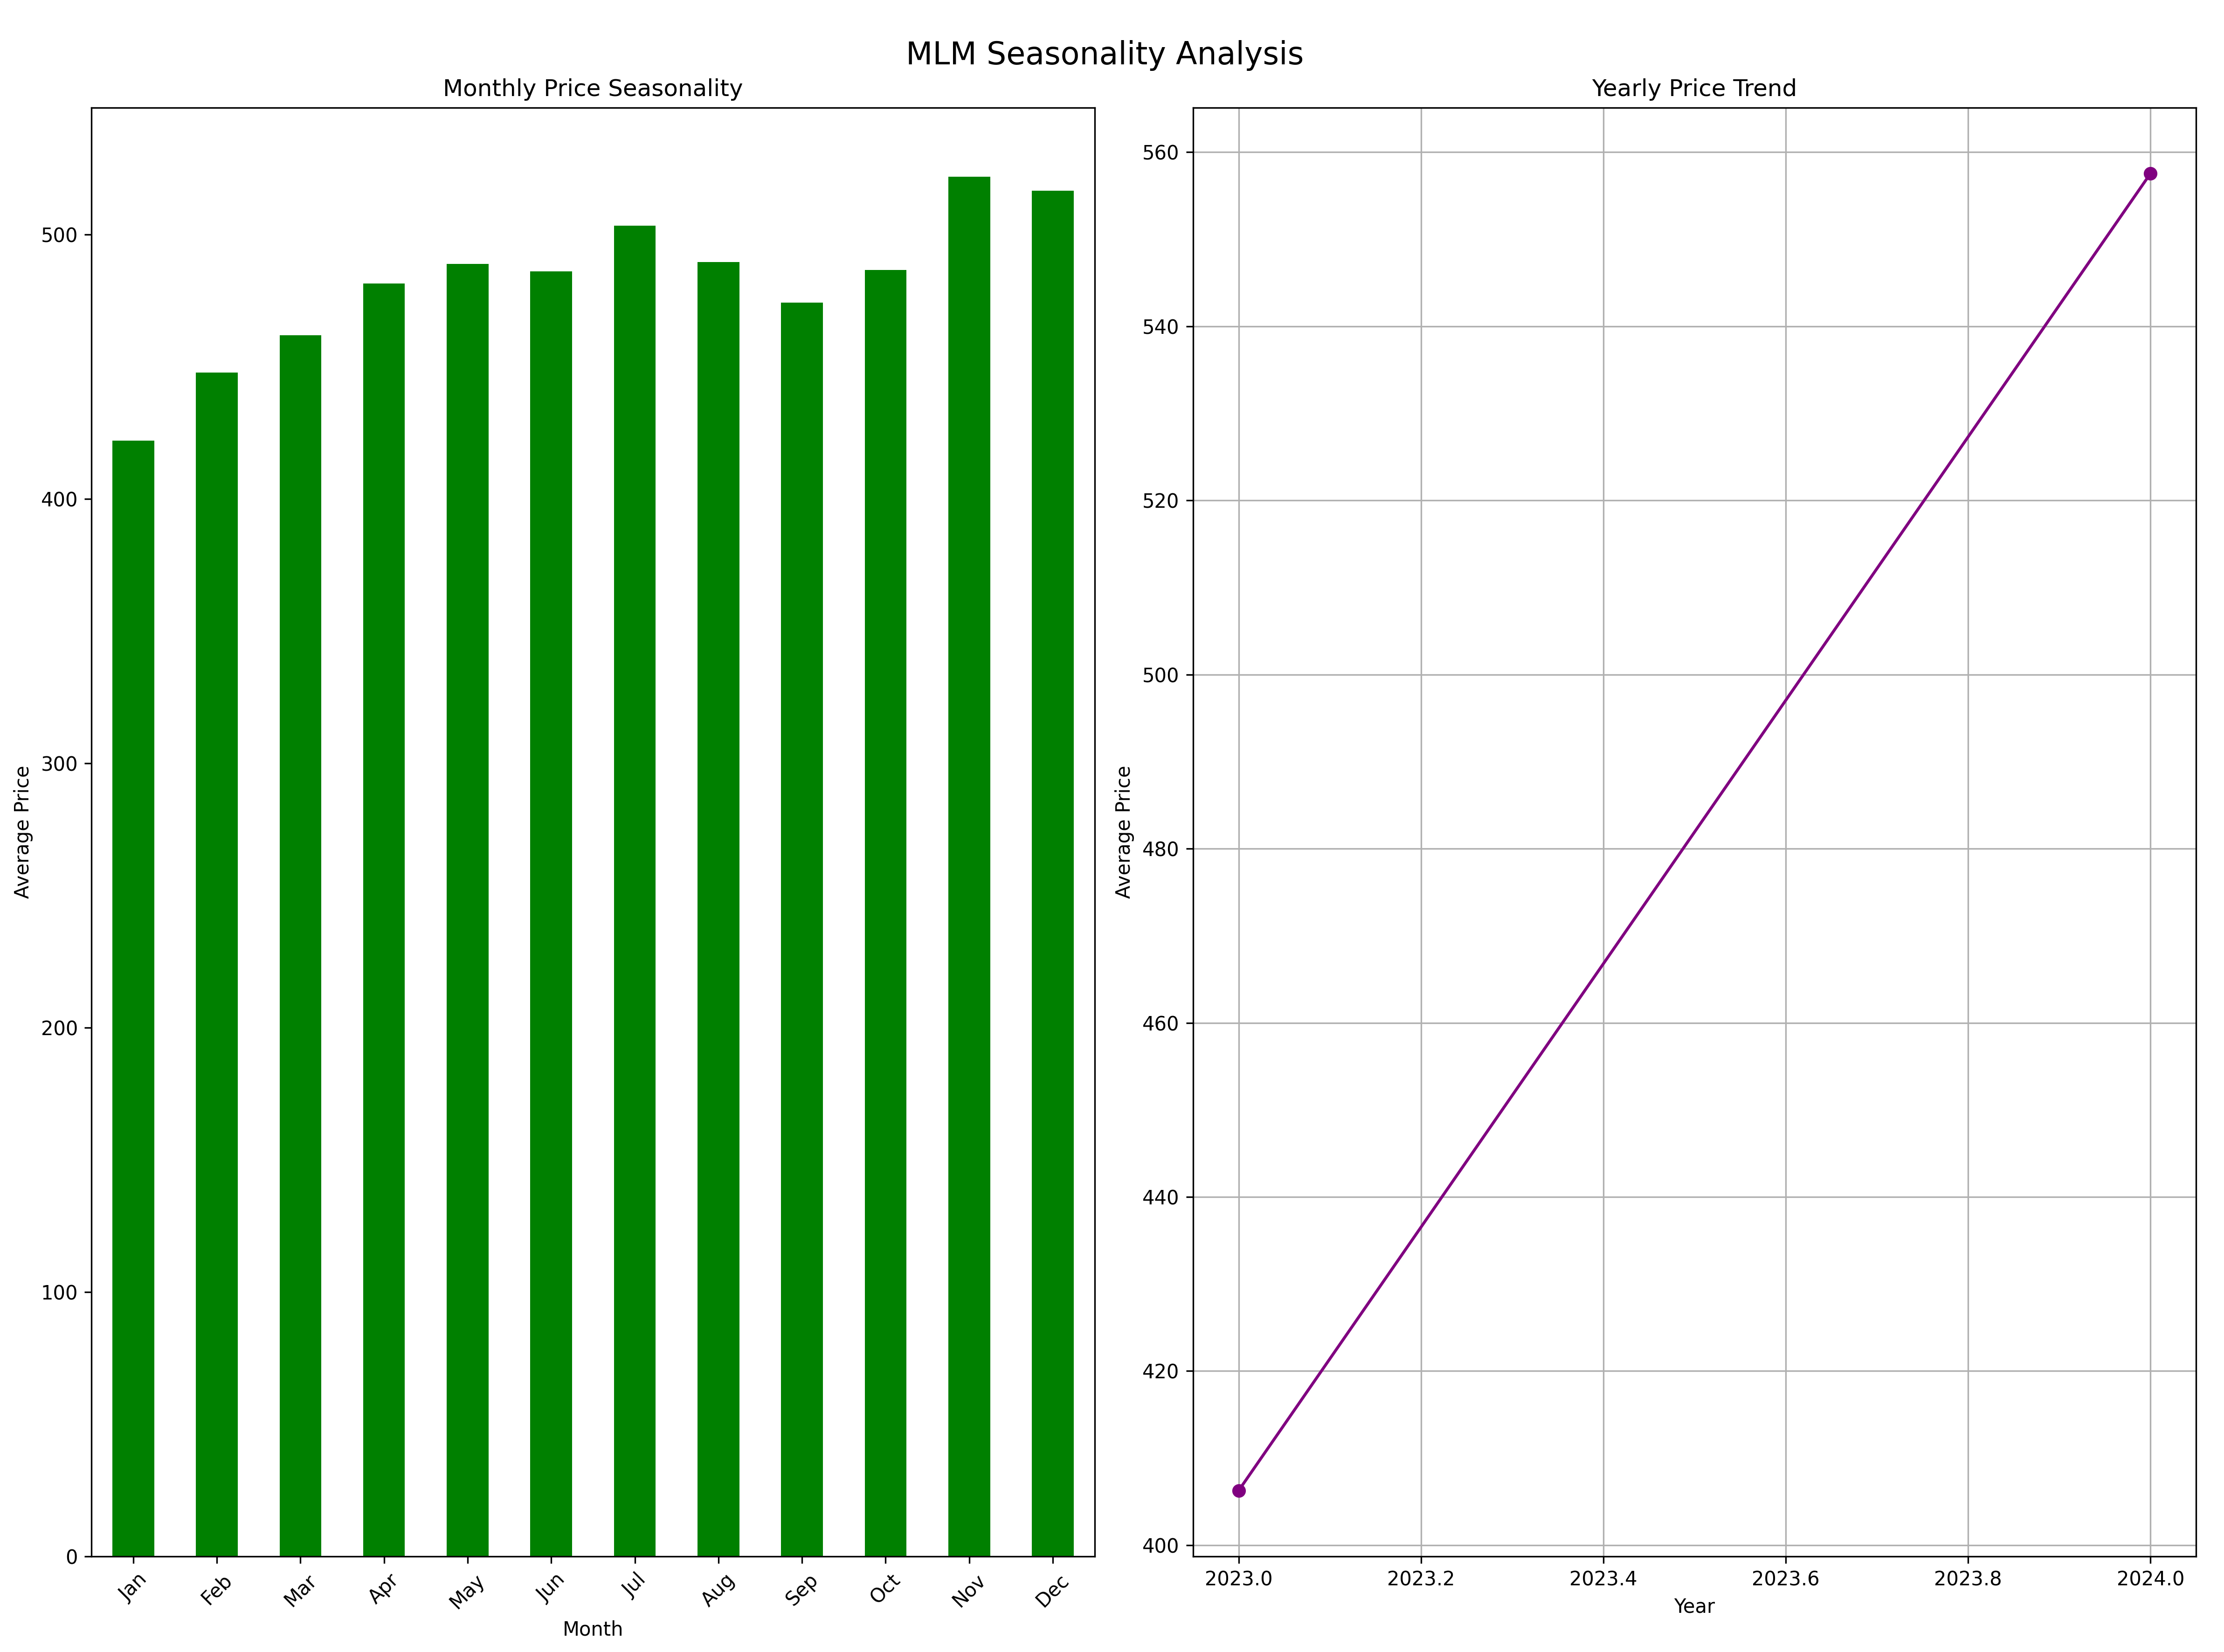 MLM Seasonality Analysis
Monthly Price Seasonality
Average Price
500
400
300
200
100
0
Jan Feb Mar Apr May Jun Jul Aug Sep Oct Nov Dec
Month
Yearly Price Trend
Average Price
560
540
520
500
480
460
440
420
400
2023.0 2023.2 2023.4 2023.6 2023.8 2024.0
Year